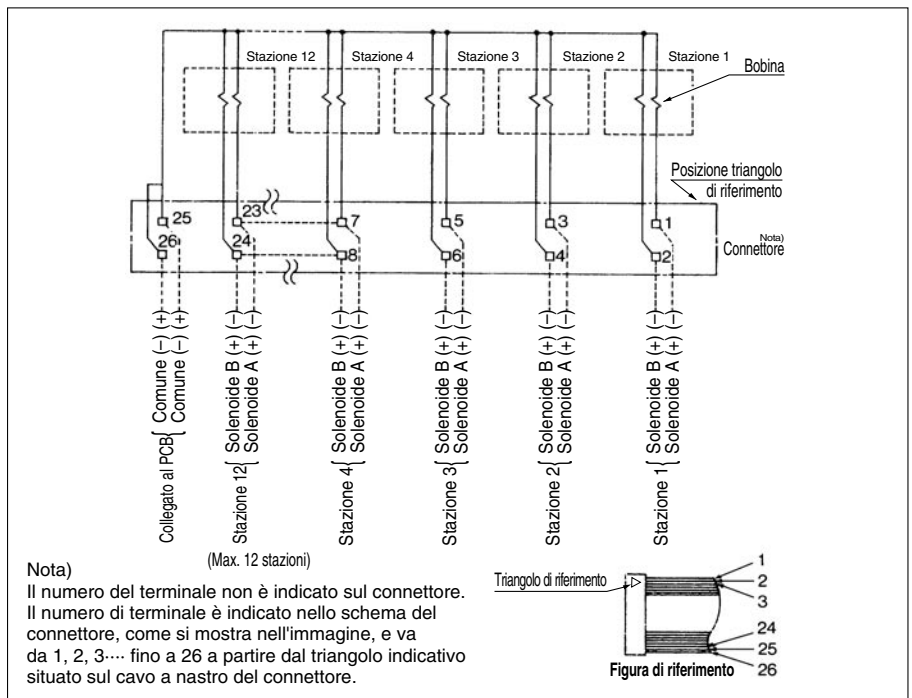 Stazione 12 Stazione 4 Stazione 3 Stazione 2 Stazione 1
Bobina
Posizione triangolo
di riferimento
25 23 7 5 3 1
26 24 8 6 4 2
Nota)
Connettore
Collegato al PCB { Comune (–) (+)
Comune (–) (+)
Stazione 12 { Solenoide B (+) (–)
Solenoide A (+) (–)
Stazione 4 { Solenoide B (+) (–)
Solenoide A (+) (–)
Stazione 3 { Solenoide B (+) (–)
Solenoide A (+) (–)
Stazione 2 { Solenoide B (+) (–)
Solenoide A (+) (–)
Stazione 1 { Solenoide B (+) (–)
Solenoide A (+) (–)
(Max. 12 stazioni)
Nota)
Il numero del terminale non è indicato sul connettore.
Il numero di terminale è indicato nello schema del
connettore, come si mostra nell'immagine, e va
da 1, 2, 3···· fino a 26 a partire dal triangolo indicativo
situato sul cavo a nastro del connettore.
Triangolo di riferimento
1
2
3
24
25
26
Figura di riferimento